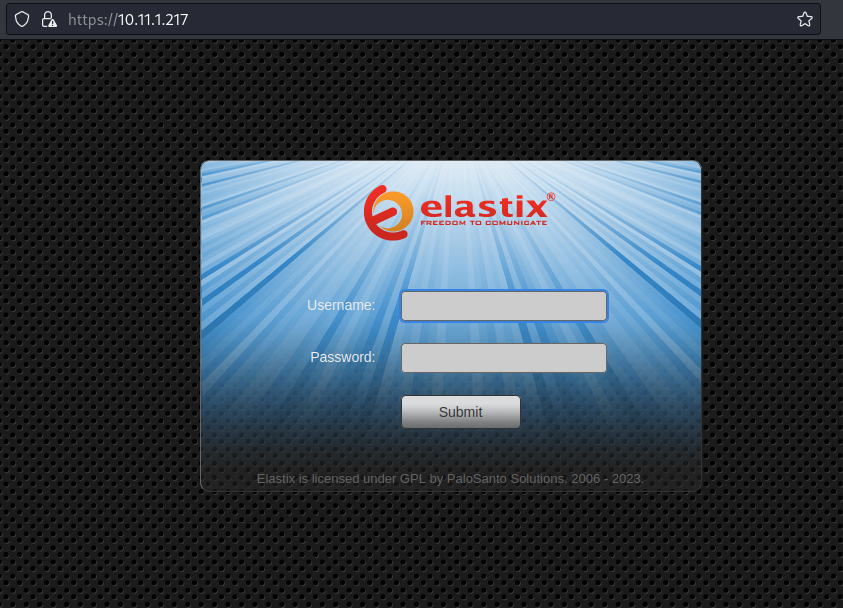 https://10.11.1.217
elastix®
FREEDOM TO COMUNICATE
Username:
Password:
Submit
Elastix is licensed under GPL by PaloSanto Solutions. 2006 - 2023.